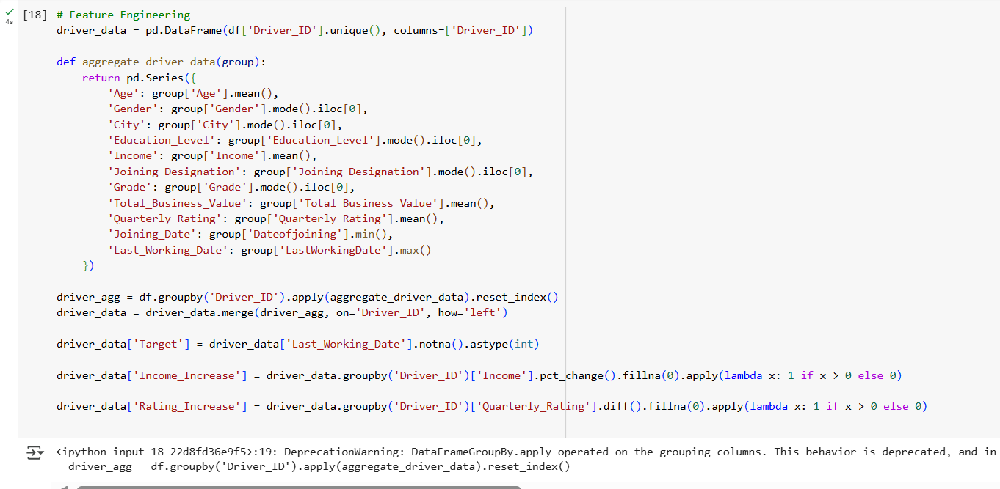 [18] # Feature Engineering
4s
driver_data = pd.DataFrame(df['Driver_ID'].unique(), columns=['Driver_ID'])
def aggregate_driver_data(group):
return pd.Series({
'Age': group['Age'].mean(),
'Gender': group['Gender'].mode().iloc[0],
'City': group['City'].mode().iloc[0],
'Education_Level': group['Education_Level'].mode().iloc[0],
'Income': group['Income'].mean(),
'Joining_Designation': group['Joining Designation'].mode().iloc[0],
'Grade': group['Grade'].mode().iloc[0],
'Total_Business_Value': group['Total Business Value'].mean(),
'Quarterly_Rating': group['Quarterly Rating'].mean(),
'Joining_Date': group['Dateofjoining'].min(),
'Last_Working_Date': group['LastWorkingDate'].max()
})
driver_agg = df.groupby('Driver_ID').apply(aggregate_driver_data).reset_index()
driver_data = driver_data.merge(driver_agg, on='Driver_ID', how='left')
driver_data['Target'] = driver_data['Last_Working_Date'].notna().astype(int)
driver_data['Income_Increase'] = driver_data.groupby('Driver_ID')['Income'].pct_change().fillna(0).apply(lambda x: 1 if x > 0 else 0)
driver_data['Rating_Increase'] = driver_data.groupby('Driver_ID')['Quarterly_Rating'].diff().fillna(0).apply(lambda x: 1 if x > 0 else 0)
<ipython-input-18-22d8fd36e9f5>:19: DeprecationWarning: DataFrameGroupBy.apply operated on the grouping columns. This behavior is deprecated, and in
driver_agg = df.groupby('Driver_ID').apply(aggregate_driver_data).reset_index()